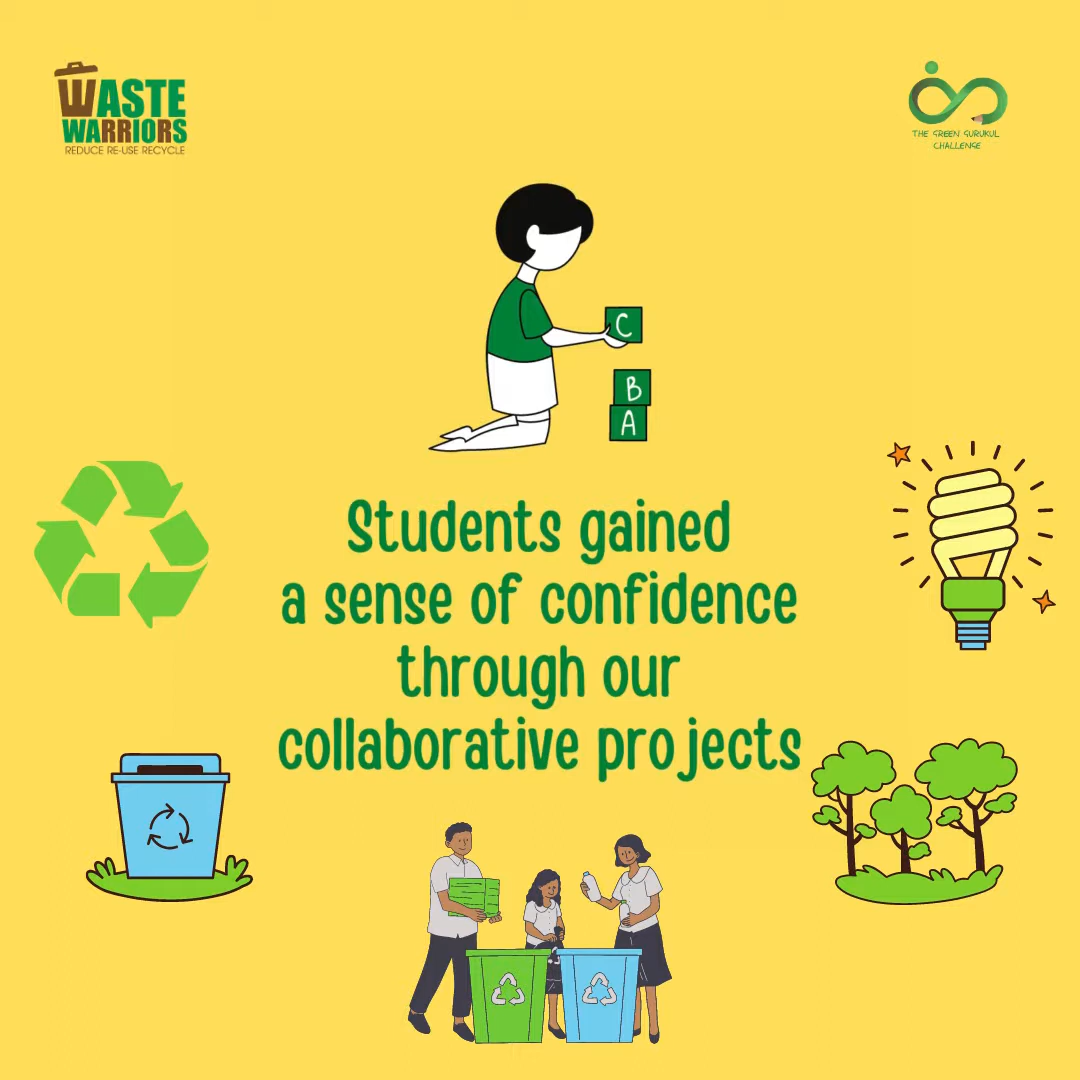 WASTE
WARRIORS
REDUCE RE-USE RECYCLE
THE GREEN GURUKUL
CHALLENGE
C
B
A
Students gained
a sense of confidence
through our
collaborative projects